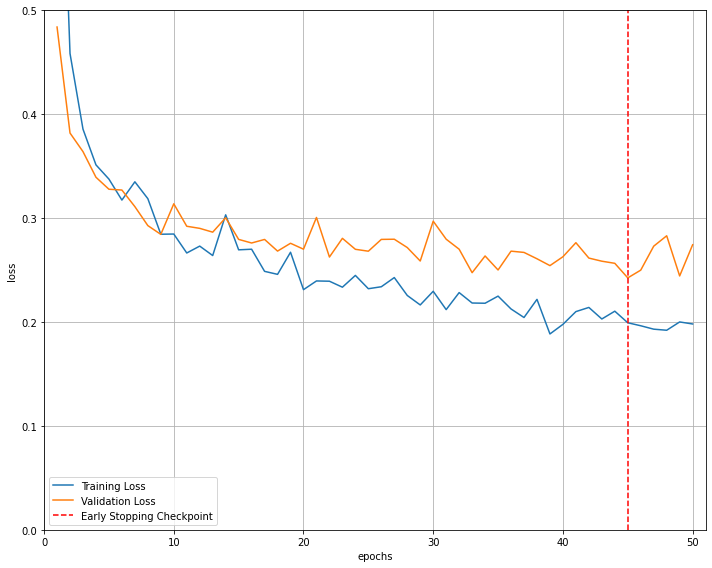 0.5
0.4
0.3
0.2
0.1
0.0
loss
Training Loss
Validation Loss
Early Stopping Checkpoint
0 10 20 30 40 50
epochs